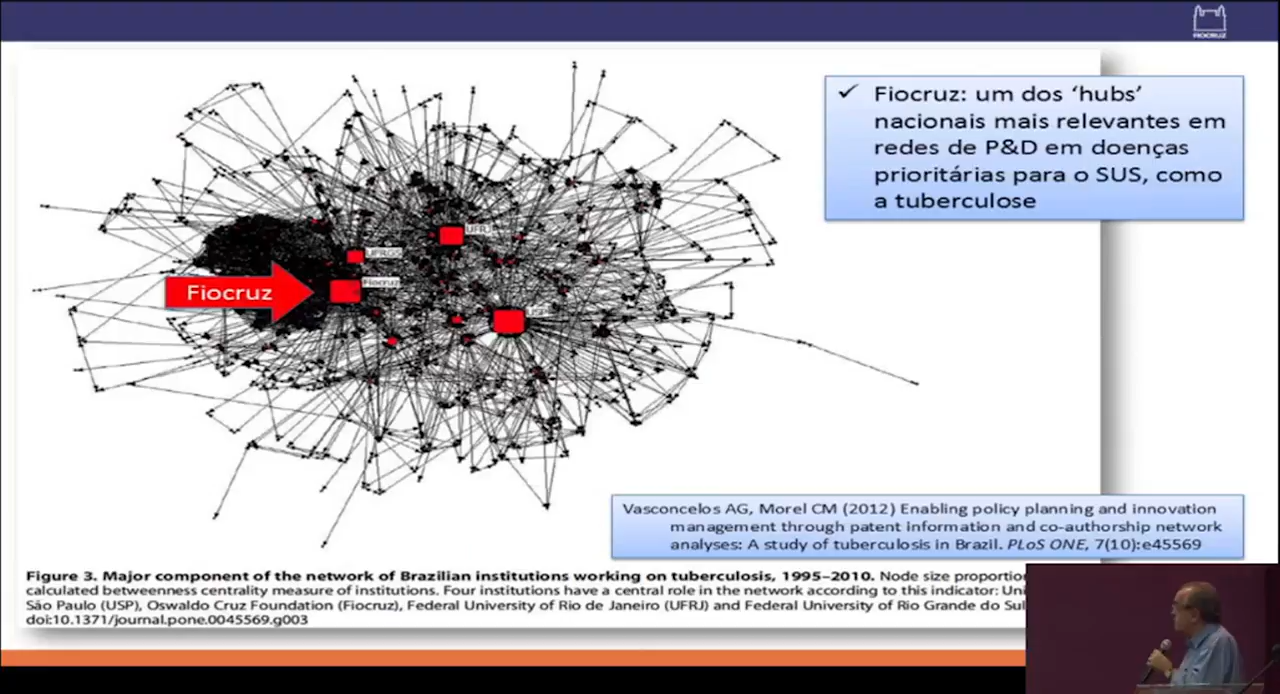 FIOCRUZ
✓ Fiocruz: um dos ‘hubs’
nacionais mais relevantes em
redes de P&D em doenças
prioritárias para o SUS, como
a tuberculose
UFRJ
UFRGS
Fiocruz
Fiocruz
Vasconcelos AG, Morel CM (2012) Enabling policy planning and innovation
management through patent information and co-authorship network
analyses: A study of tuberculosis in Brazil. PLoS ONE, 7(10):e45569
Figure 3. Major component of the network of Brazilian institutions working on tuberculosis, 1995–2010. Node size proportio
calculated betweenness centrality measure of institutions. Four institutions have a central role in the network according to this indicator: Uni
São Paulo (USP), Oswaldo Cruz Foundation (Fiocruz), Federal University of Rio de Janeiro (UFRJ) and Federal University of Rio Grande do Sul
doi:10.1371/journal.pone.0045569.g003